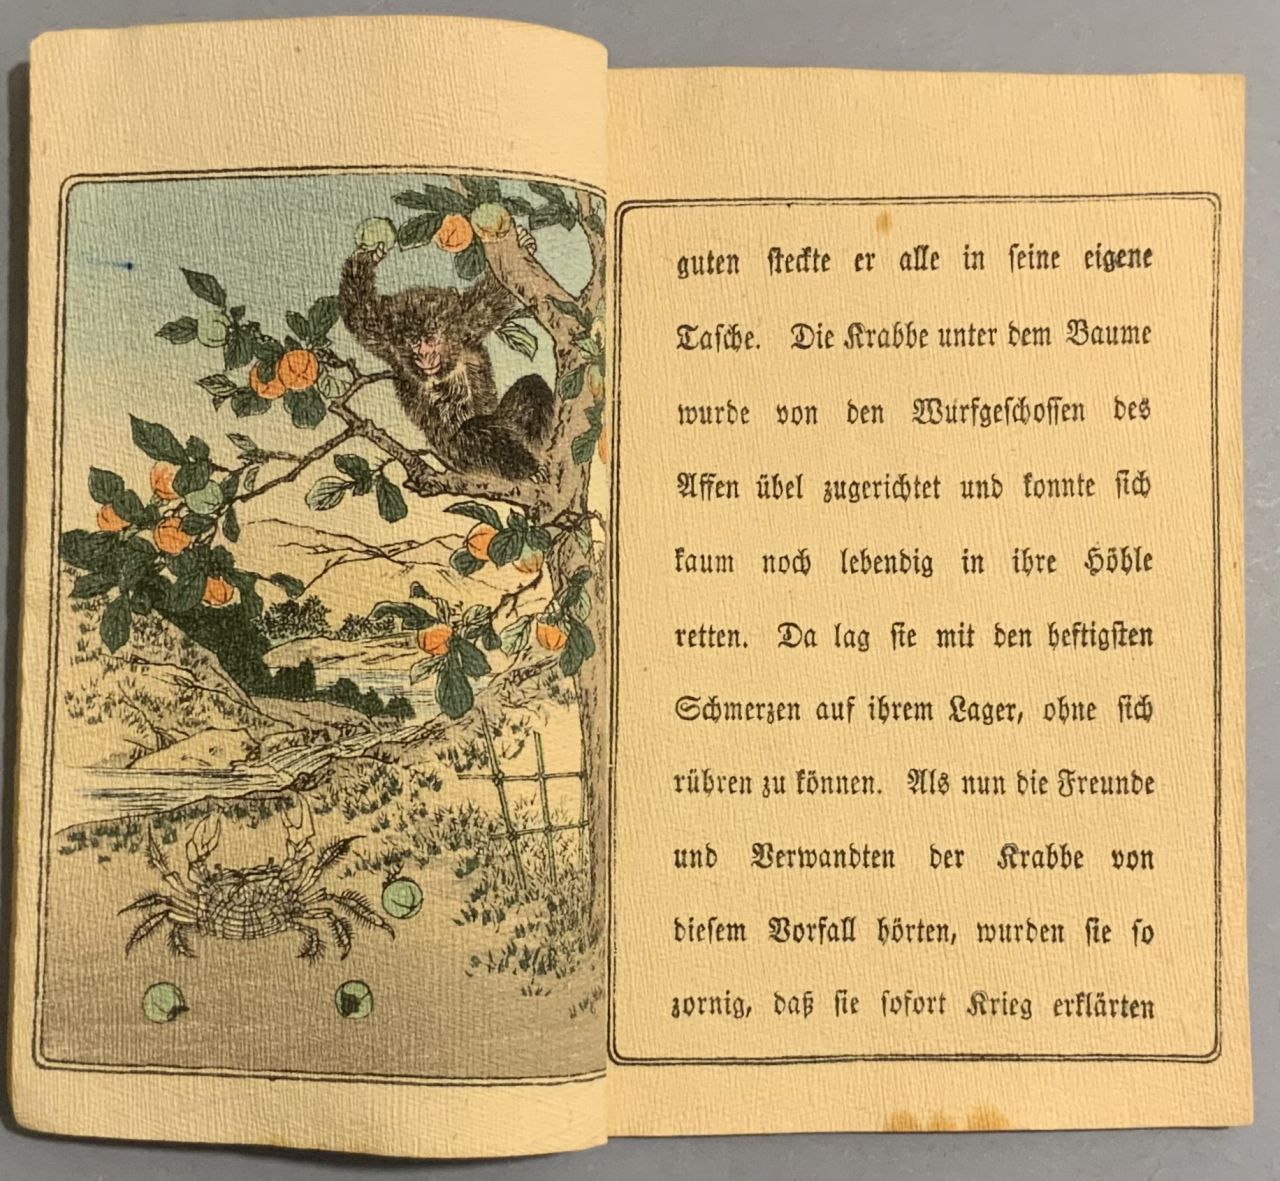 guten steckte er alle in seine eigene
Tasche. Die Krabbe unter dem Baume
wurde von den Wurfgeschossen des
Affen übel zugerichtet und konnte sich
kaum noch lebendig in ihre Höhle
retten. Da lag sie mit den heftigsten
Schmerzen auf ihrem Lager, ohne sich
rühren zu können. Als nun die Freunde
und Verwandten der Krabbe von
diesem Vorfall hörten, wurden sie so
zornig, daß sie sofort Krieg erklärten